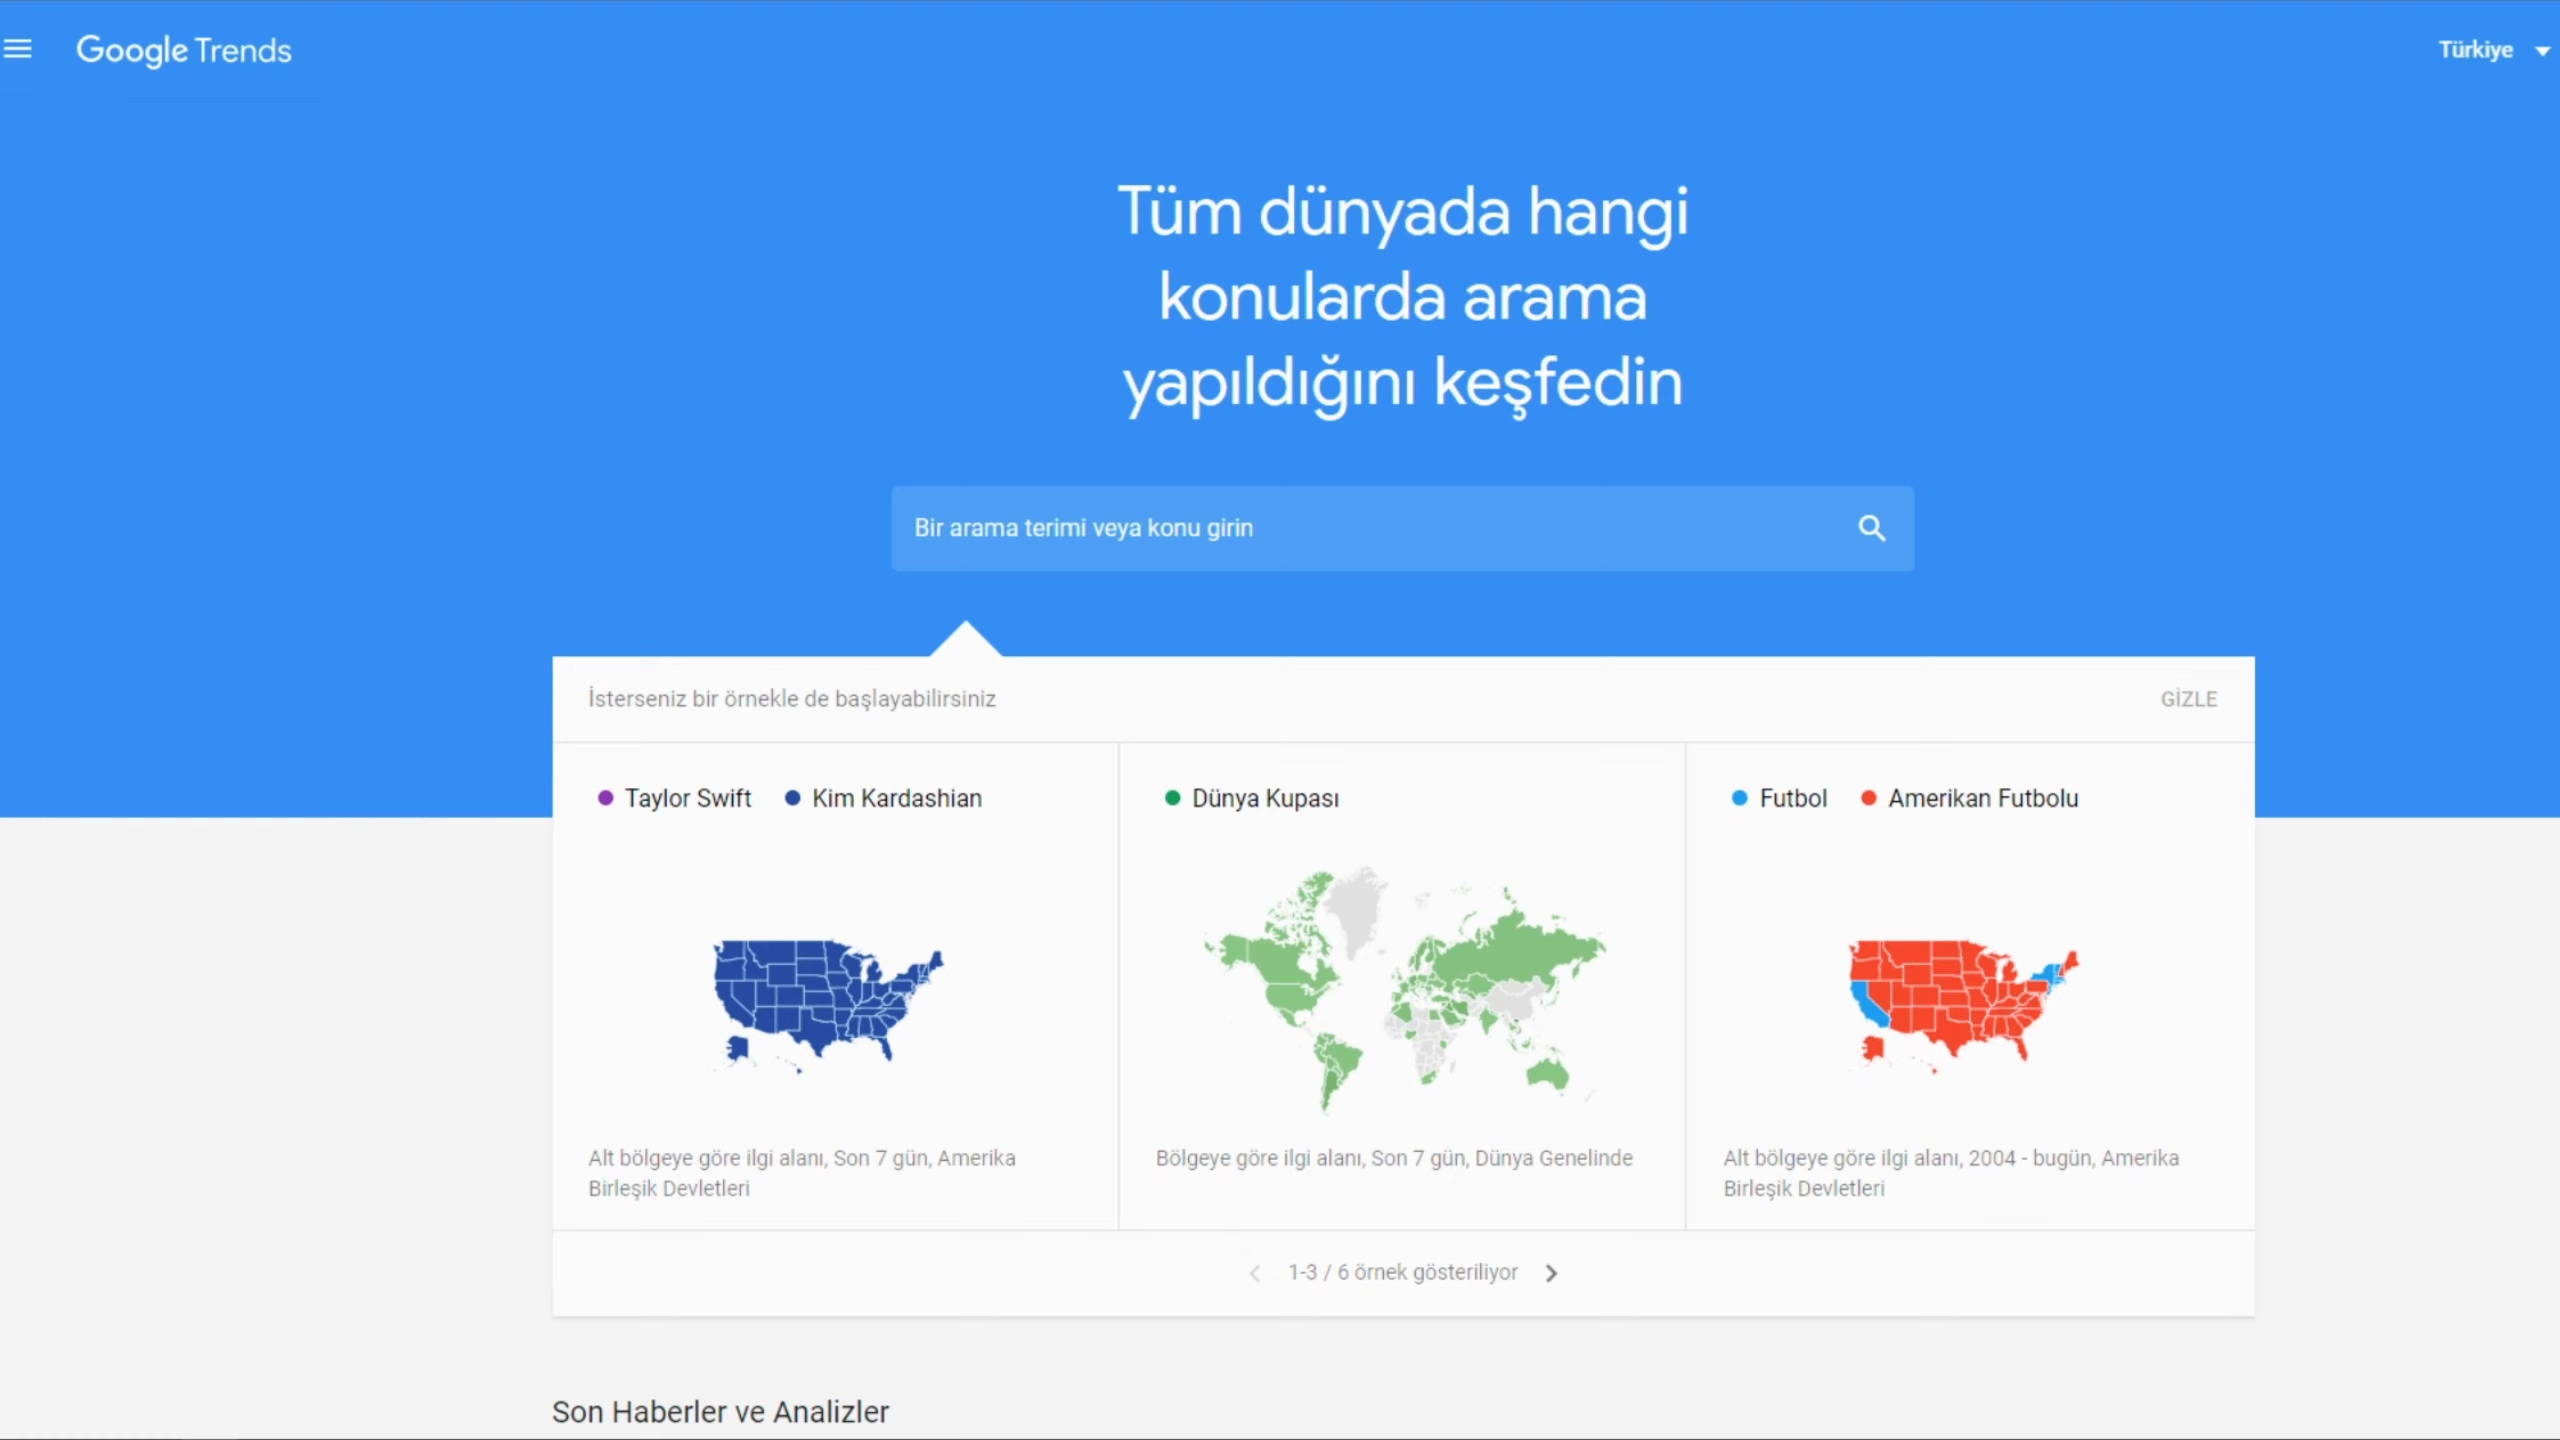 Google Trends
Türkiye
Tüm dünyada hangi
konularda arama
yapıldığını keşfedin
Bir arama terimi veya konu girin
İsterseniz bir örnekle de başlayabilirsiniz
GİZLE
Taylor Swift
Kim Kardashian
Alt bölgeye göre ilgi alanı, Son 7 gün, Amerika
Birleşik Devletleri
Dünya Kupası
Bölgeye göre ilgi alanı, Son 7 gün, Dünya Genelinde
Futbol
Amerikan Futbolu
Alt bölgeye göre ilgi alanı, 2004 - bugün, Amerika
Birleşik Devletleri
1-3 / 6 örnek gösteriliyor
Son Haberler ve Analizler